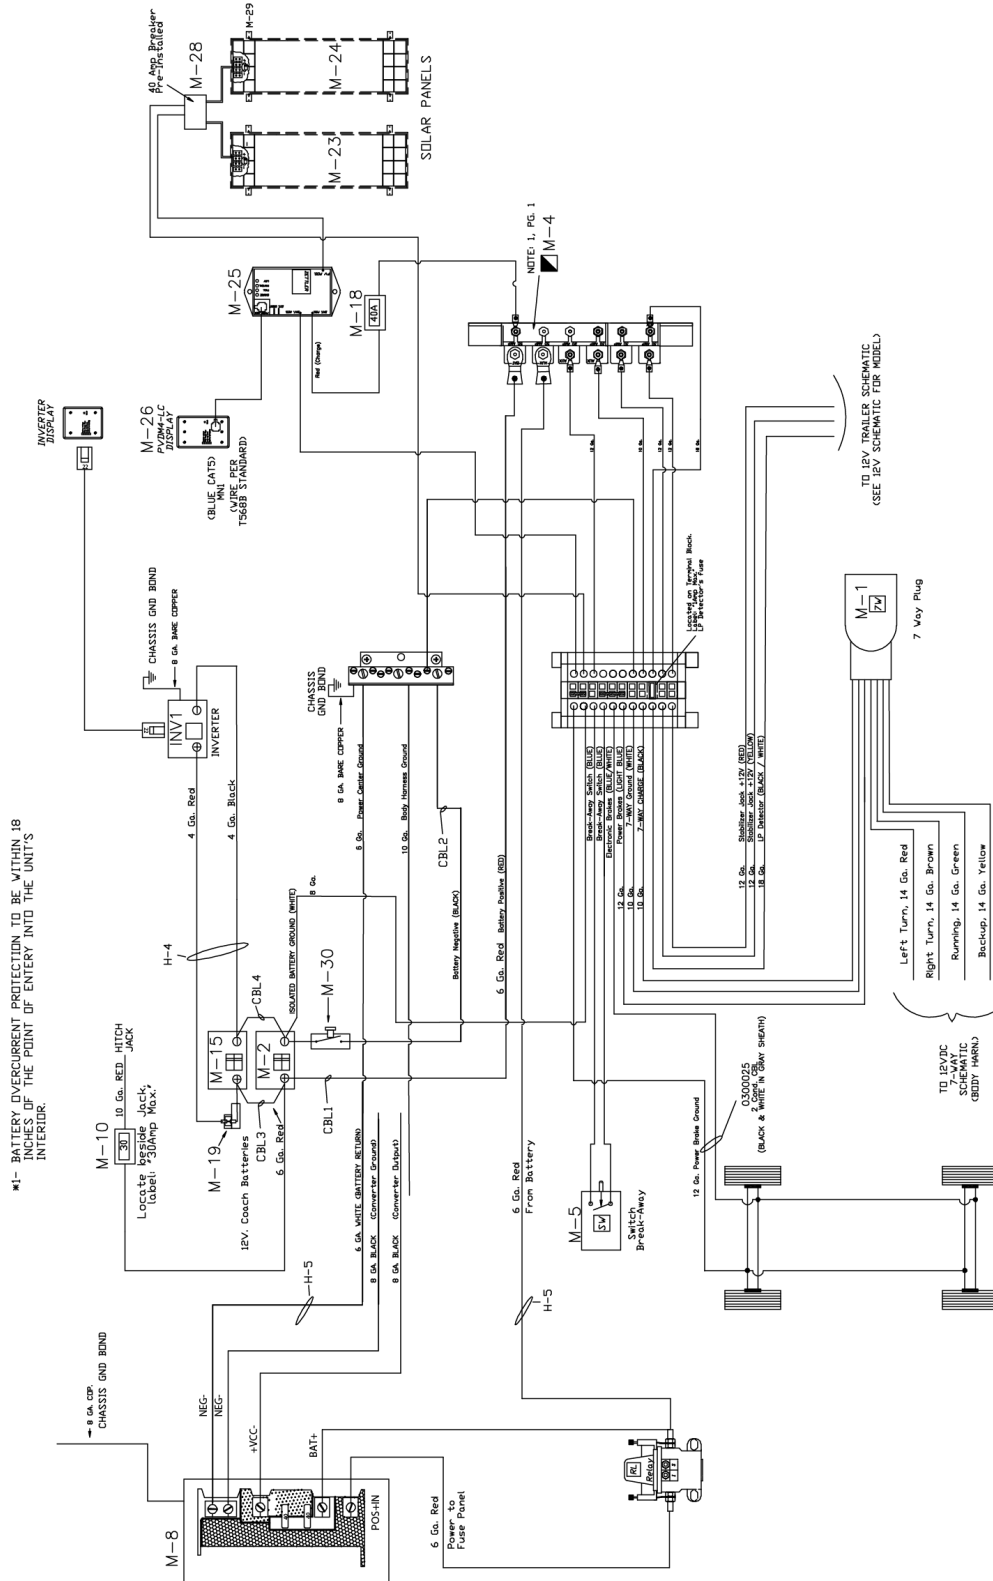 40 Amp Breaker
Pre-Installed
M-28
M-29
M-24
M-23
SOLAR PANELS
INVERTER
DISPLAY
M-26
PVDM4-LC
DISPLAY
(BLUE CAT5)
MN1
(WIRE PER
T568B STANDARD)
M-25
M-18
40A
Red (Charge)
NOTE: 1, PG. 1
M-4
TO 12V TRAILER SCHEMATIC
(SEE 12V SCHEMATIC FOR MODEL)
CHASSIS GND BOND
8 GA. BARE COPPER
INV1
INVERTER
4 Ga. Red
4 Ga. Black
CHASSIS
GND BOND
8 GA. BARE COPPER
6 Ga. Power Center Ground
10 Ga. Body Harness Ground
CBL2
Battery Negative (BLACK)
6 Ga. Red Battery Positive (RED)
Located on Terminal Block.
LP Detector's Fuse
Break-Away Switch (BLUE)
Break-Away Switch (BLUE)
Electronic Brakes (BLUE/WHITE)
12 Ga. Power Brakes (LIGHT BLUE)
10 Ga. 7-WAY Ground (WHITE)
10 Ga. 7-WAY CHARGE (BLACK)
12 Ga. Stabilizer Jack +12V (RED)
12 Ga. Stabilizer Jack +12V (YELLOW)
18 Ga. LP Detector (BLACK / WHITE)
M-1
7W
7 Way Plug
Left Turn, 14 Ga. Red
Right Turn, 14 Ga. Brown
Running, 14 Ga. Green
Backup, 14 Ga. Yellow
TO 12VDC
7-WAY
SCHEMATIC
(BODY HARN.)
*1- BATTERY OVERCURRENT PROTECTION TO BE WITHIN 18
INCHES OF THE POINT OF ENTERY INTO THE UNIT'S
INTERIOR.
H-4
ISOLATED BATTERY GROUND (WHITE)
8 Ga.
CBL4
M-30
M-15
M-2
CBL1
M-19
CBL3
6 Ga. Red
12V. Coach Batteries
M-10
30
10 Ga. RED HITCH
JACK
Locate beside Jack,
label: "30Amp Max."
6 GA. WHITE (BATTERY RETURN)
8 GA. BLACK (Converter Ground)
8 GA. BLACK (Converter Output)
H-5
6 Ga. Red
From Battery
H-5
M-5
SW
Switch
Break-Away
12 Ga. Power Brake Ground
0300025
2 Cond. CBL
(BLACK & WHITE IN GRAY SHEATH)
8 GA. COP.
CHASSIS GND BOND
NEG-
NEG-
+VCC-
BAT+
POS+IN
M-8
6 Ga. Red
Power to
Fuse Panel
RL
Relay